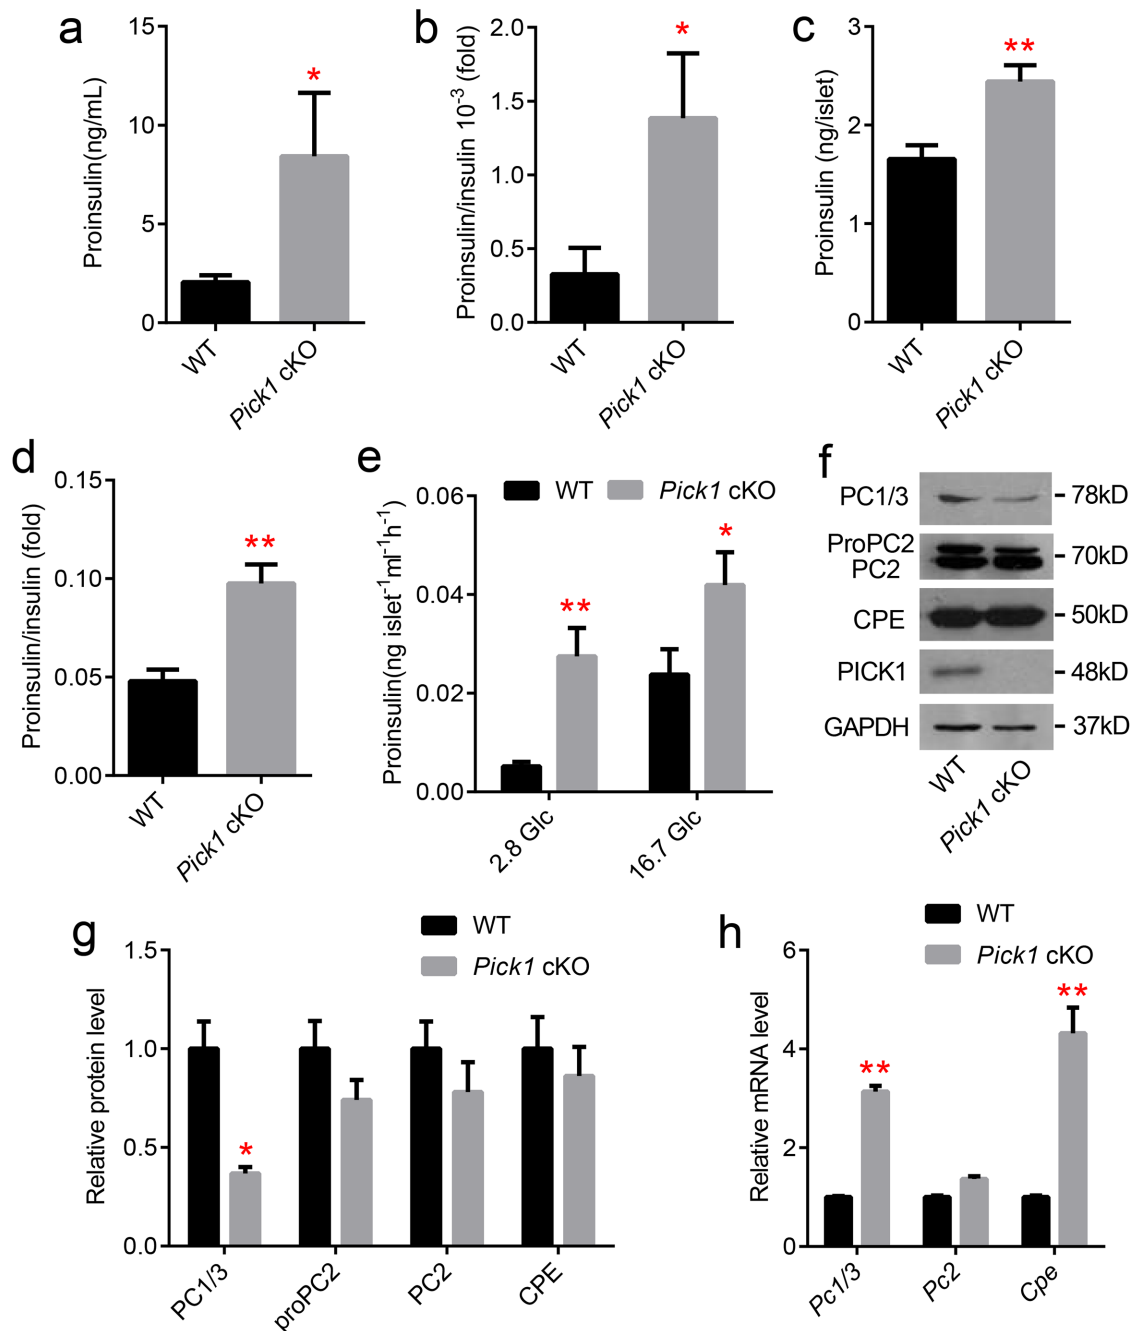 a
Proinsulin(ng/mL)
15
10
5
0
*
WT
Pick1 cKO
b
Proinsulin/insulin 10⁻³ (fold)
2.0
1.5
1.0
0.5
0.0
*
WT
Pick1 cKO
c
Proinsulin (ng/islet)
3
2
1
0
**
WT
Pick1 cKO
d
Proinsulin/insulin (fold)
0.15
0.10
0.05
0.00
**
WT
Pick1 cKO
e
WT
Pick1 cKO
Proinsulin(ng islet⁻¹ml⁻¹h⁻¹)
0.06
0.04
0.02
0.00
**
*
2.8 Glc
16.7 Glc
f
PC1/3
78kD
ProPC2
PC2
70kD
CPE
50kD
PICK1
48kD
GAPDH
37kD
WT
Pick1 cKO
g
WT
Pick1 cKO
Relative protein level
1.5
1.0
0.5
0.0
*
PC1/3
proPC2
PC2
CPE
h
WT
Pick1 cKO
Relative mRNA level
6
4
2
0
**
**
Pc1/3
Pc2
Cpe